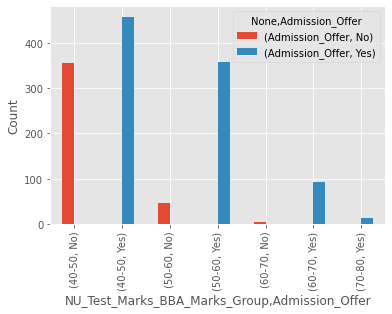 None,Admission_Offer
(Admission_Offer, No)
(Admission_Offer, Yes)
400
300
200
100
0
Count
(40-50, No)
(40-50, Yes)
(50-60, No)
(50-60, Yes)
(60-70, No)
(60-70, Yes)
(70-80, Yes)
NU_Test_Marks_BBA_Marks_Group,Admission_Offer